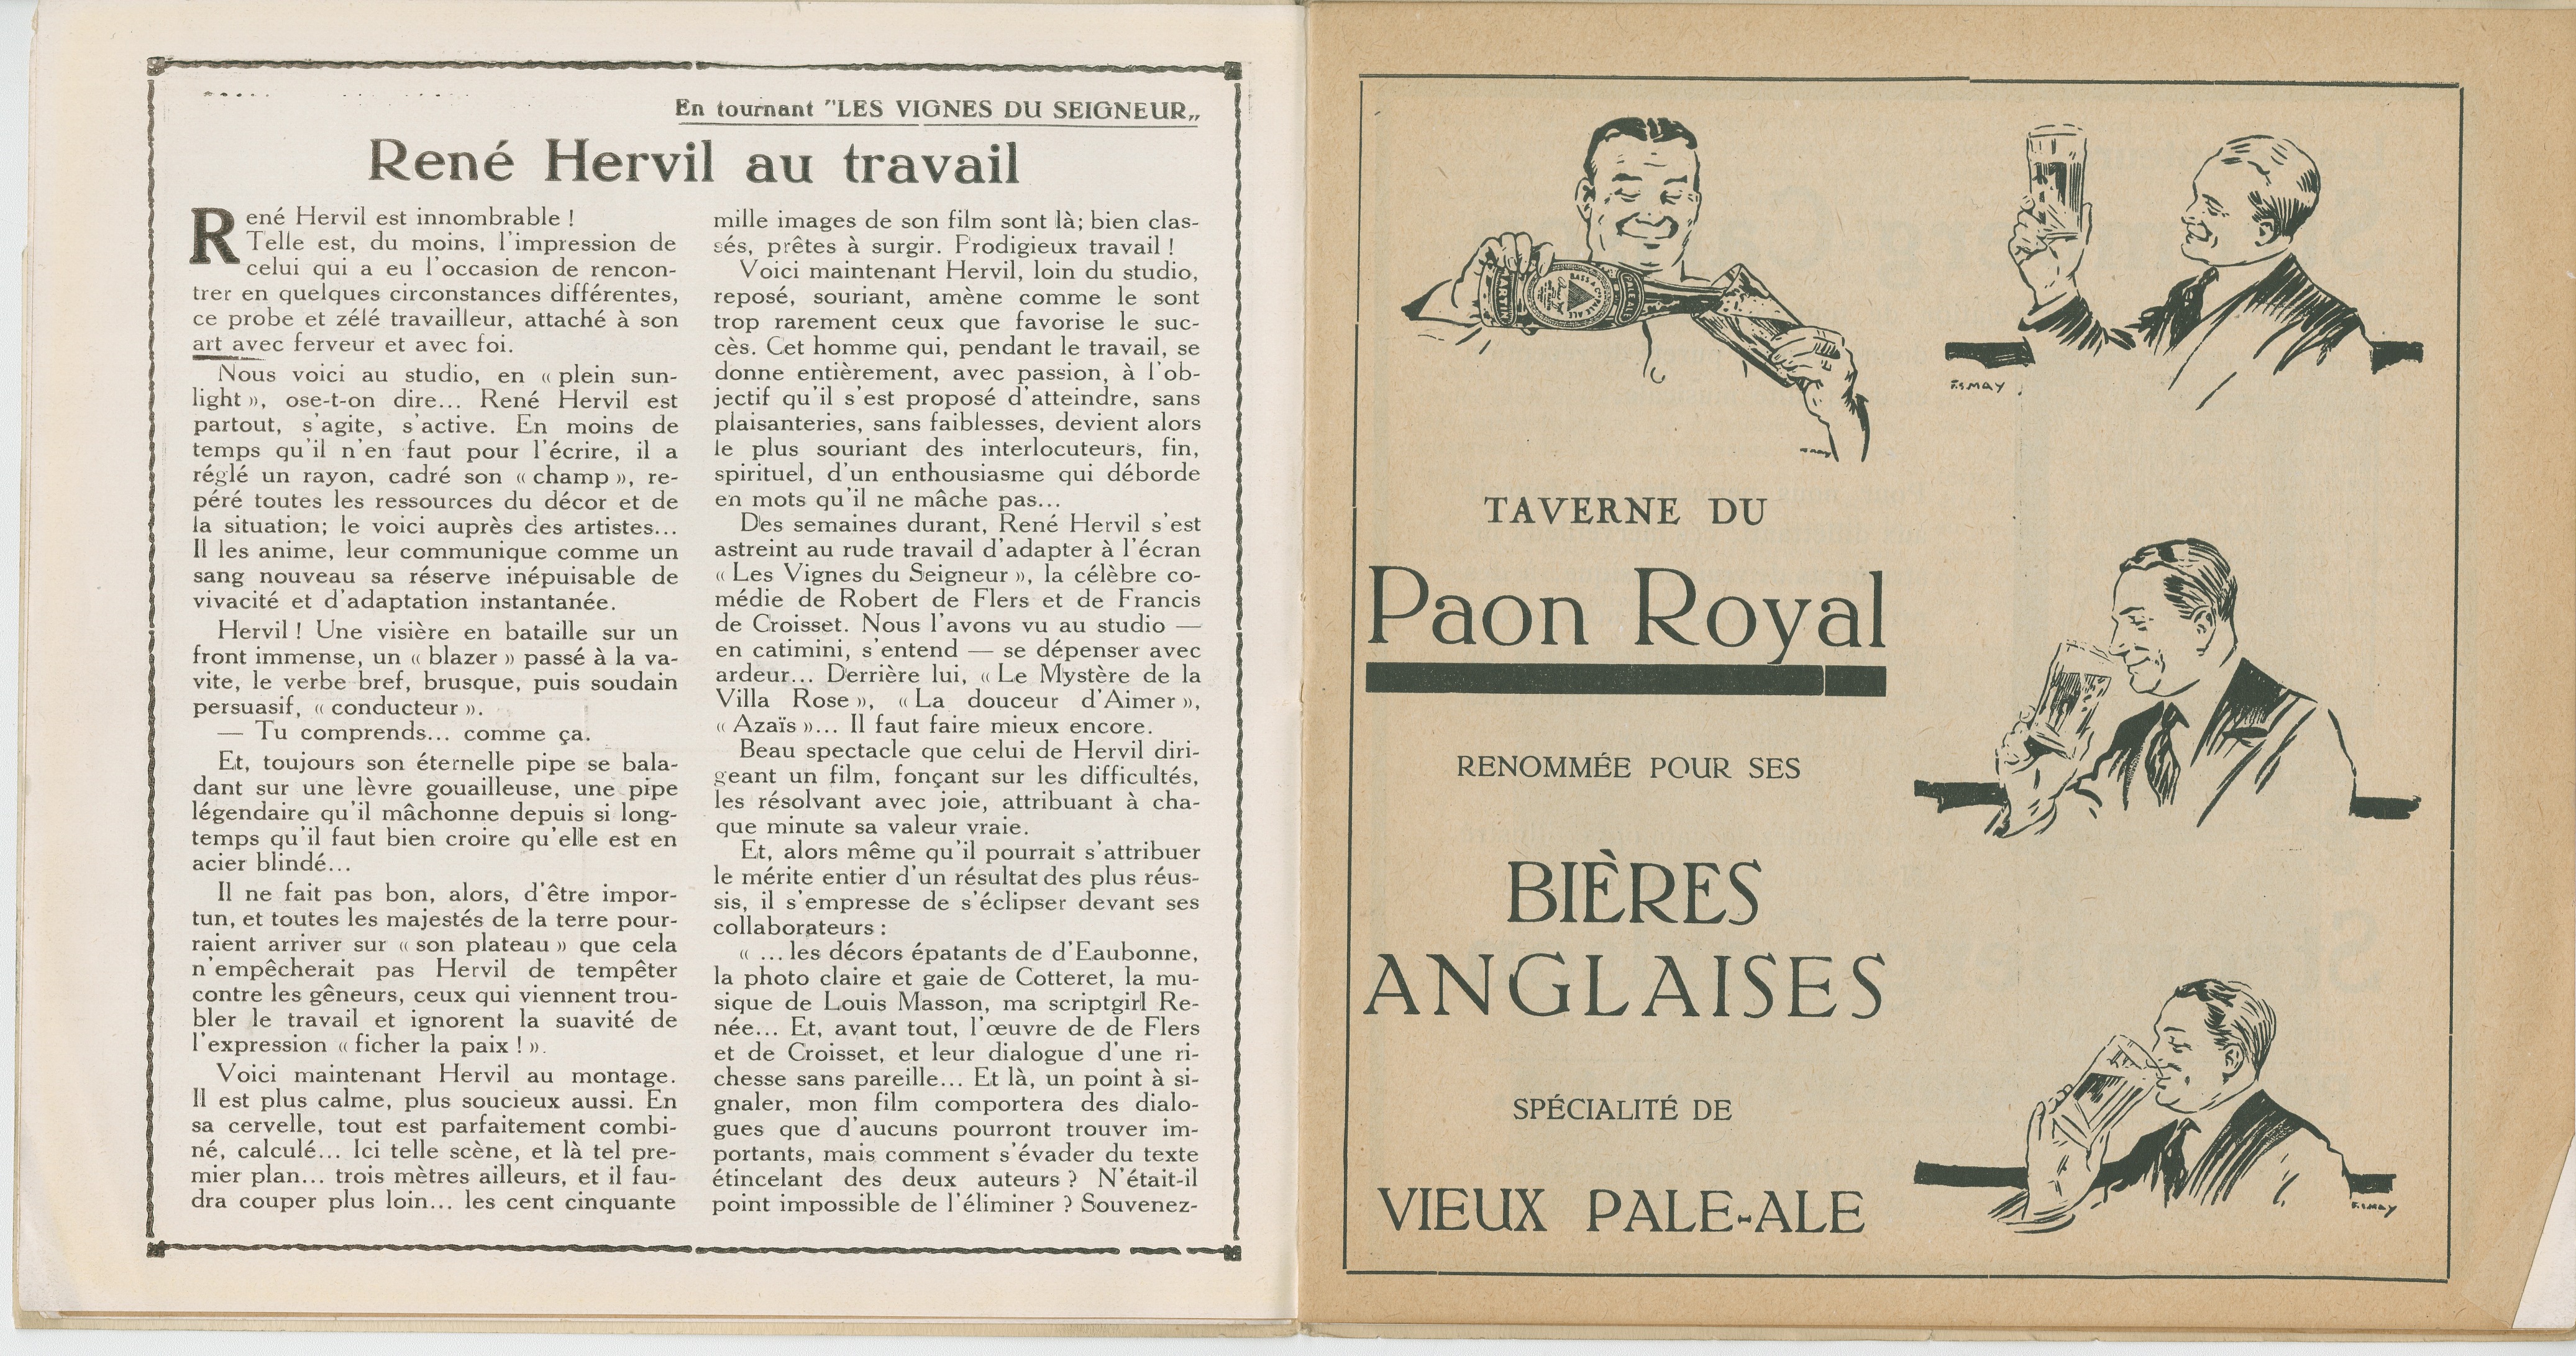 En tournant "LES VIGNES DU SEIGNEUR„
René Hervil au travail
René Hervil est innombrable !
Telle est, du moins, l'impression de
celui qui a eu l'occasion de rencon-
trer en quelques circonstances différentes,
ce probe et zélé travailleur, attaché à son
art avec ferveur et avec foi.
Nous voici au studio, en « plein sun-
light », ose-t-on dire... René Hervil est
partout, s'agite, s'active. En moins de
temps qu'il n'en faut pour l'écrire, il a
réglé un rayon, cadré son « champ », re-
péré toutes les ressources du décor et de
la situation; le voici auprès des artistes...
Il les anime, leur communique comme un
sang nouveau sa réserve inépuisable de
vivacité et d'adaptation instantanée.
Hervil ! Une visière en bataille sur un
front immense, un « blazer » passé à la va-
vite, le verbe bref, brusque, puis soudain
persuasif, « conducteur ».
— Tu comprends... comme ça.
Et, toujours son éternelle pipe se bala-
dant sur une lèvre gouailleuse, une pipe
légendaire qu'il mâchonne depuis si long-
temps qu'il faut bien croire qu'elle est en
acier blindé...
Il ne fait pas bon, alors, d'être impor-
tun, et toutes les majestés de la terre pour-
raient arriver sur « son plateau » que cela
n'empêcherait pas Hervil de tempêter
contre les gêneurs, ceux qui viennent trou-
bler le travail et ignorent la suavité de
l'expression « ficher la paix ! ».
Voici maintenant Hervil au montage.
Il est plus calme, plus soucieux aussi. En
sa cervelle, tout est parfaitement combi-
né, calculé... Ici telle scène, et là tel pre-
mier plan... trois mètres ailleurs, et il fau-
dra couper plus loin... les cent cinquante
mille images de son film sont là; bien clas-
sés, prêtes à surgir. Prodigieux travail !
Voici maintenant Hervil, loin du studio,
reposé, souriant, amène comme le sont
trop rarement ceux que favorise le suc-
cès. Cet homme qui, pendant le travail, se
donne entièrement, avec passion, à l'ob-
jectif qu'il s'est proposé d'atteindre, sans
plaisanteries, sans faiblesses, devient alors
le plus souriant des interlocuteurs, fin,
spirituel, d'un enthousiasme qui déborde
en mots qu'il ne mâche pas...
Des semaines durant, René Hervil s'est
astreint au rude travail d'adapter à l'écran
« Les Vignes du Seigneur », la célèbre co-
médie de Robert de Flers et de Francis
de Croisset. Nous l'avons vu au studio —
en catimini, s'entend — se dépenser avec
ardeur... Derrière lui, « Le Mystère de la
Villa Rose », « La douceur d'Aimer »,
« Azaïs »... Il faut faire mieux encore.
Beau spectacle que celui de Hervil diri-
geant un film, fonçant sur les difficultés,
les résolvant avec joie, attribuant à cha-
que minute sa valeur vraie.
Et, alors même qu'il pourrait s'attribuer
le mérite entier d'un résultat des plus réus-
sis, il s'empresse de s'éclipser devant ses
collaborateurs :
« ... les décors épatants de d'Eaubonne,
la photo claire et gaie de Cotteret, la mu-
sique de Louis Masson, ma scriptgirl Re-
née... Et, avant tout, l'œuvre de de Flers
et de Croisset, et leur dialogue d'une ri-
chesse sans pareille... Et là, un point à si-
gnaler, mon film comportera des dialo-
gues que d'aucuns pourront trouver im-
portants, mais comment s'évader du texte
étincelant des deux auteurs ? N'était-il
point impossible de l'éliminer ? Souvenez-
MARTIN
BASS & Co PALE ALE
PALE ALE
F.S.MAY
MAY
TAVERNE DU
Paon Royal
RENOMMÉE POUR SES
BIÈRES
ANGLAISES
SPÉCIALITÉ DE
VIEUX PALE-ALE
F.S.MAY